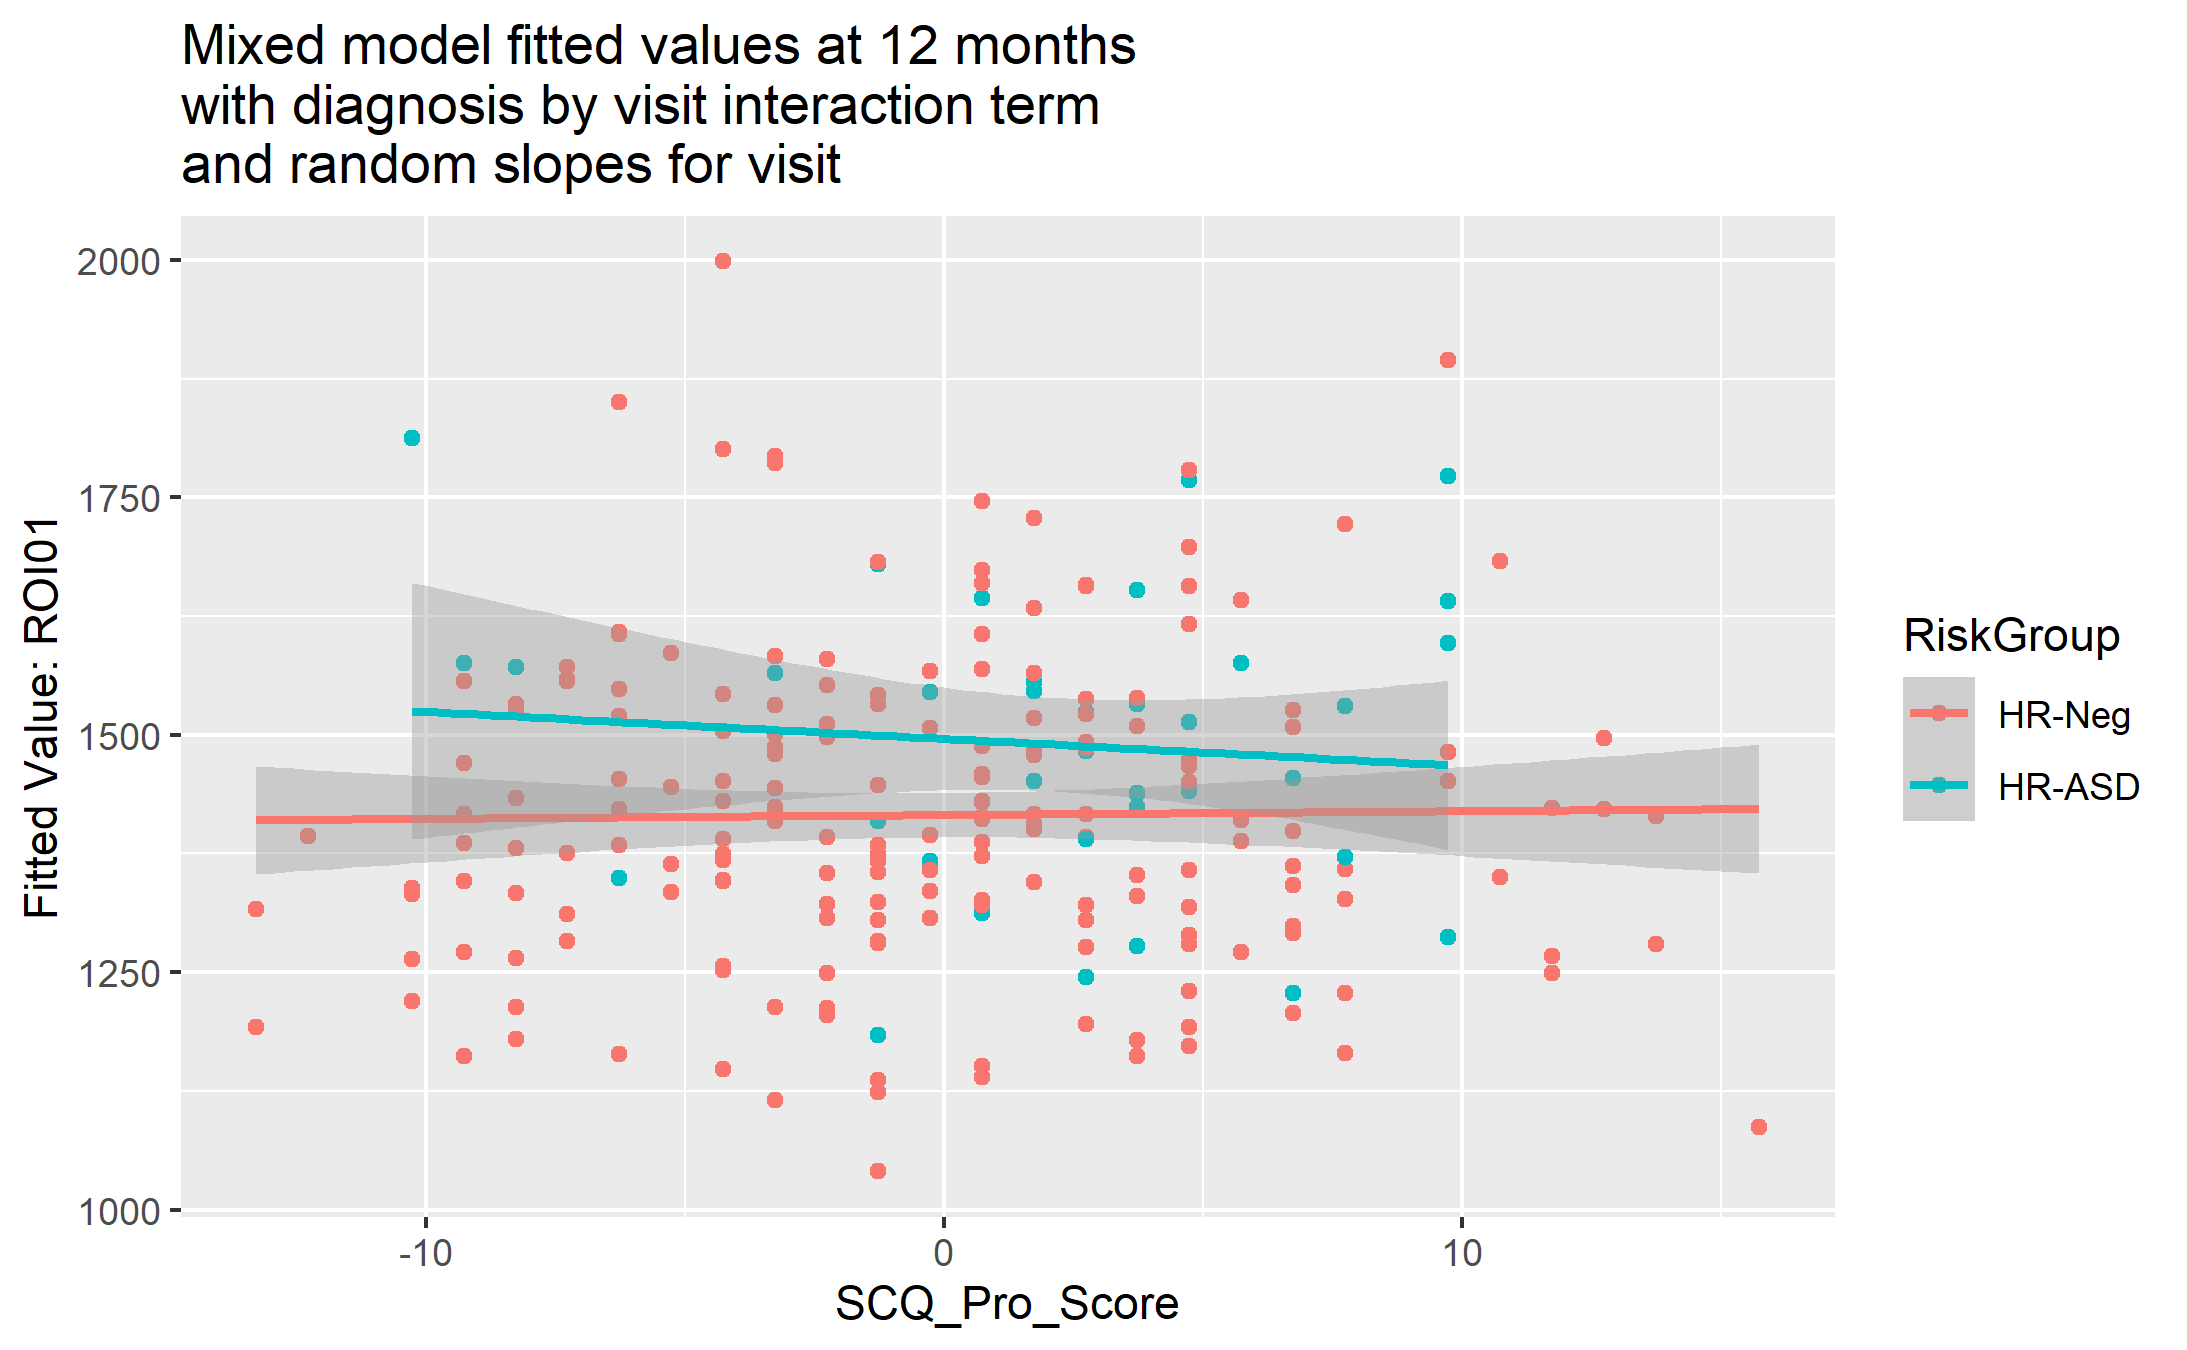 Mixed model fitted values at 12 months
with diagnosis by visit interaction term
and random slopes for visit
2000
1750
1500
1250
1000
Fitted Value: ROI01
-10
0
10
SCQ_Pro_Score
RiskGroup
HR-Neg
HR-ASD